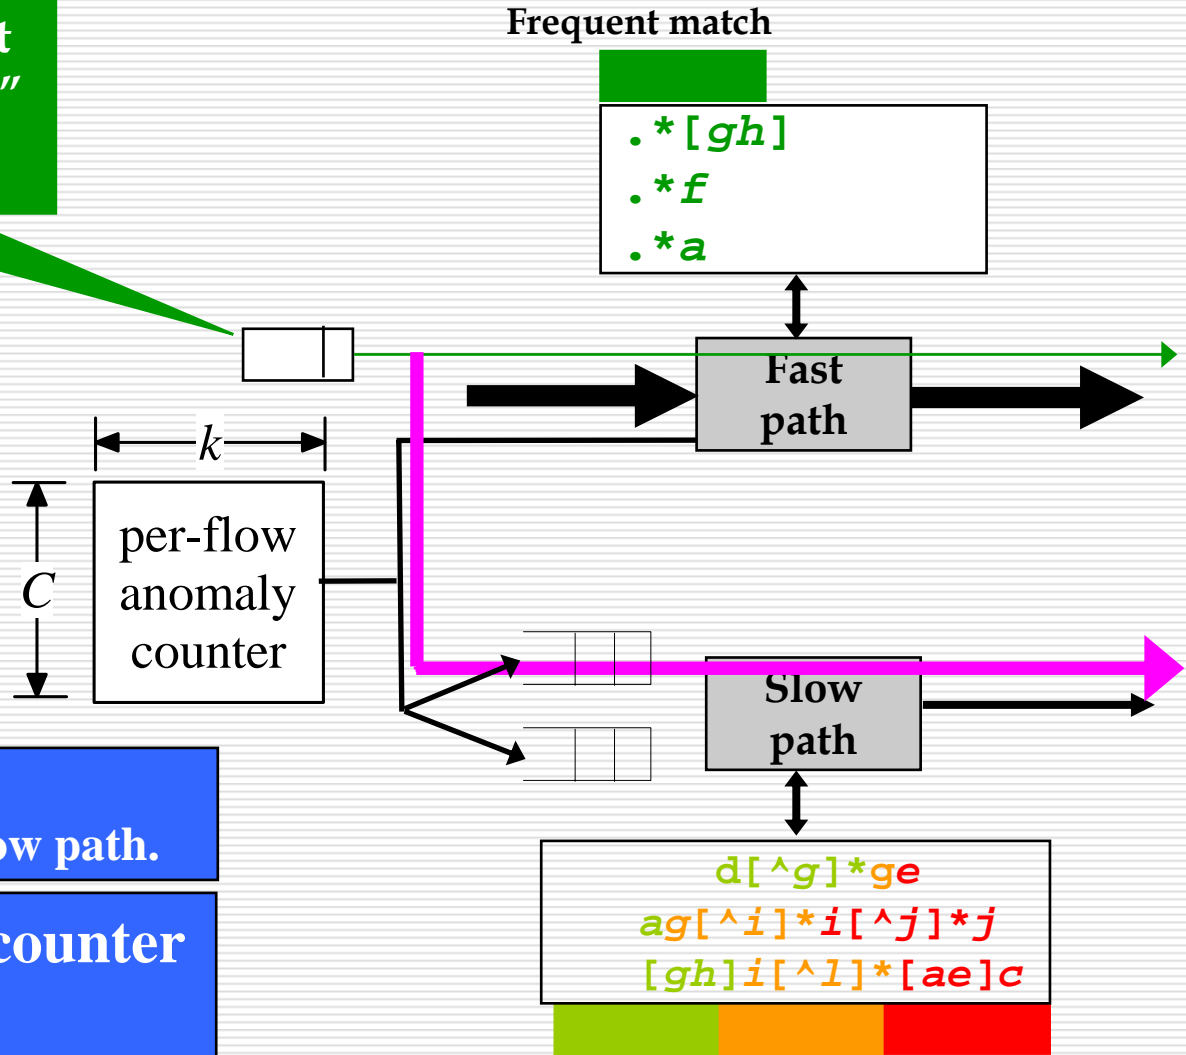 Frequent match
t
"
.*[gh]
.*f
.*a
Fast
path
k
C
per-flow
anomaly
counter
Slow
path
ow path.
counter
d[^g]*ge
ag[^i]*i[^j]*j
[gh]i[^l]*[ae]c